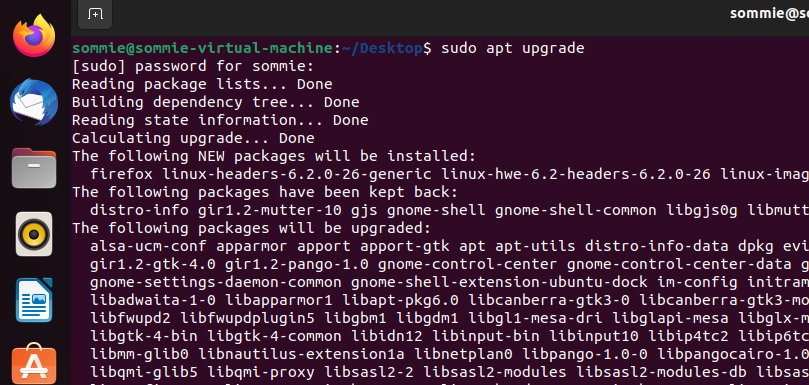 sommie@s
sommie@sommie-virtual-machine:~/Desktop$ sudo apt upgrade
[sudo] password for sommie:
Reading package lists... Done
Building dependency tree... Done
Reading state information... Done
Calculating upgrade... Done
The following NEW packages will be installed:
firefox linux-headers-6.2.0-26-generic linux-hwe-6.2-headers-6.2.0-26 linux-imag
The following packages have been kept back:
distro-info gir1.2-mutter-10 gjs gnome-shell gnome-shell-common libgjs0g libmutt
The following packages will be upgraded:
alsa-ucm-conf apparmor apport apport-gtk apt apt-utils distro-info-data dpkg evi
gir1.2-gtk-4.0 gir1.2-pango-1.0 gnome-control-center gnome-control-center-data g
gnome-settings-daemon-common gnome-shell-extension-ubuntu-dock im-config initram
libadwaita-1-0 libapparmor1 libapt-pkg6.0 libcanberra-gtk3-0 libcanberra-gtk3-mo
libfwupd2 libfwupdplugin5 libgbm1 libgdm1 libgl1-mesa-dri libglapi-mesa libglx-m
libgtk-4-bin libgtk-4-common libidn12 libinput-bin libinput10 libip4tc2 libip6tc
libmm-glib0 libnautilus-extension1a libnetplan0 libpango-1.0-0 libpangocairo-1.0
libqmi-glib5 libqmi-proxy libsasl2-2 libsasl2-modules libsasl2-modules-db libsas